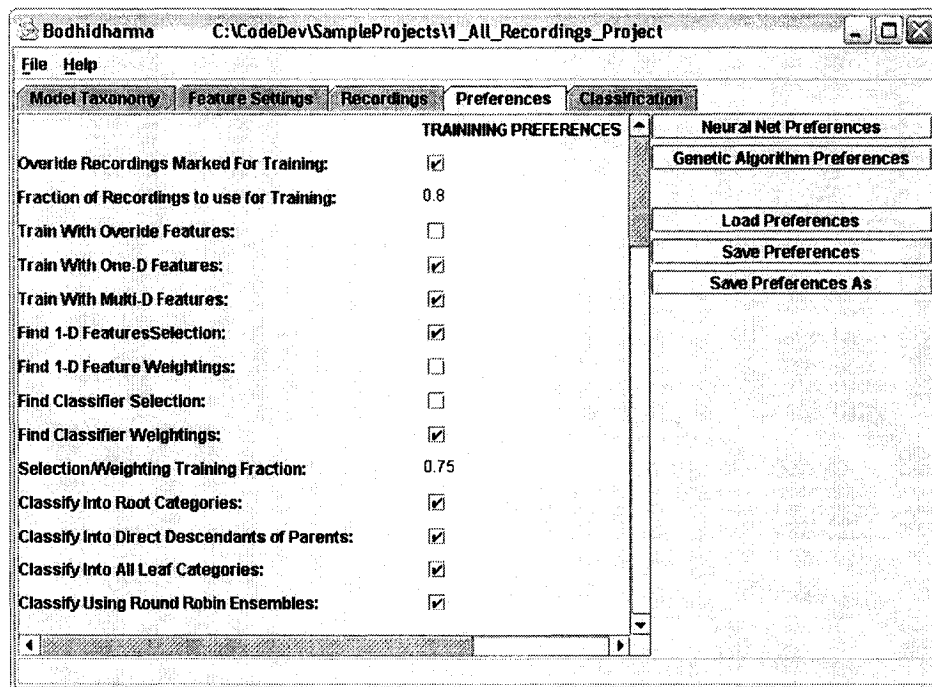 Bodhidharma C:\CodeDev\SampleProjects\1_All_Recordings_Project
File Help
Model Taxonomy Feature Settings Recordings Preferences Classification
TRAINING PREFERENCES
Overide Recordings Marked For Training:
Fraction of Recordings to use for Training: 0.8
Train With Overide Features:
Train With One-D Features:
Train With Multi-D Features:
Find 1-D FeaturesSelection:
Find 1-D Feature Weightings:
Find Classifier Selection:
Find Classifier Weightings:
Selection/Weighting Training Fraction: 0.75
Classify Into Root Categories:
Classify Into Direct Descendants of Parents:
Classify Into All Leaf Categories:
Classify Using Round Robin Ensembles:
Neural Net Preferences
Genetic Algorithm Preferences
Load Preferences
Save Preferences
Save Preferences As